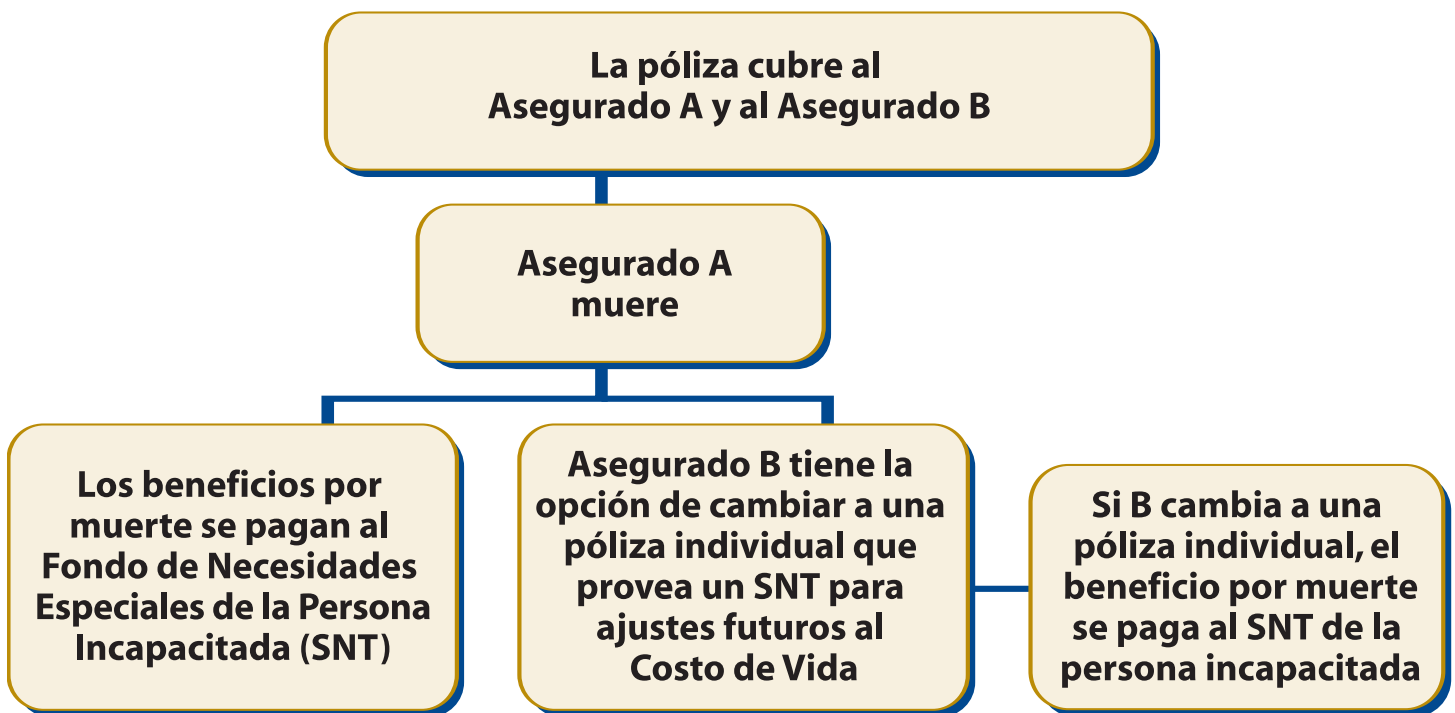 La póliza cubre al
Asegurado A y al Asegurado B
Asegurado A
muere
Los beneficios por
muerte se pagan al
Fondo de Necesidades
Especiales de la Persona
Incapacitada (SNT)
Asegurado B tiene la
opción de cambiar a una
póliza individual que
provea un SNT para
ajustes futuros al
Costo de Vida
Si B cambia a una
póliza individual, el
beneficio por muerte
se paga al SNT de la
persona incapacitada